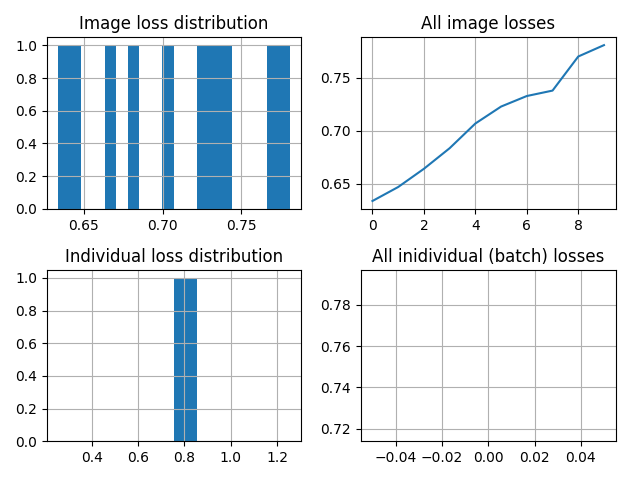 Image loss distribution
1.0
0.8
0.6
0.4
0.2
0.0
0.65 0.70 0.75
All image losses
0.75
0.70
0.65
0 2 4 6 8
Individual loss distribution
1.0
0.8
0.6
0.4
0.2
0.0
0.4 0.6 0.8 1.0 1.2
All inidividual (batch) losses
0.78
0.76
0.74
0.72
−0.04 −0.02 0.00 0.02 0.04